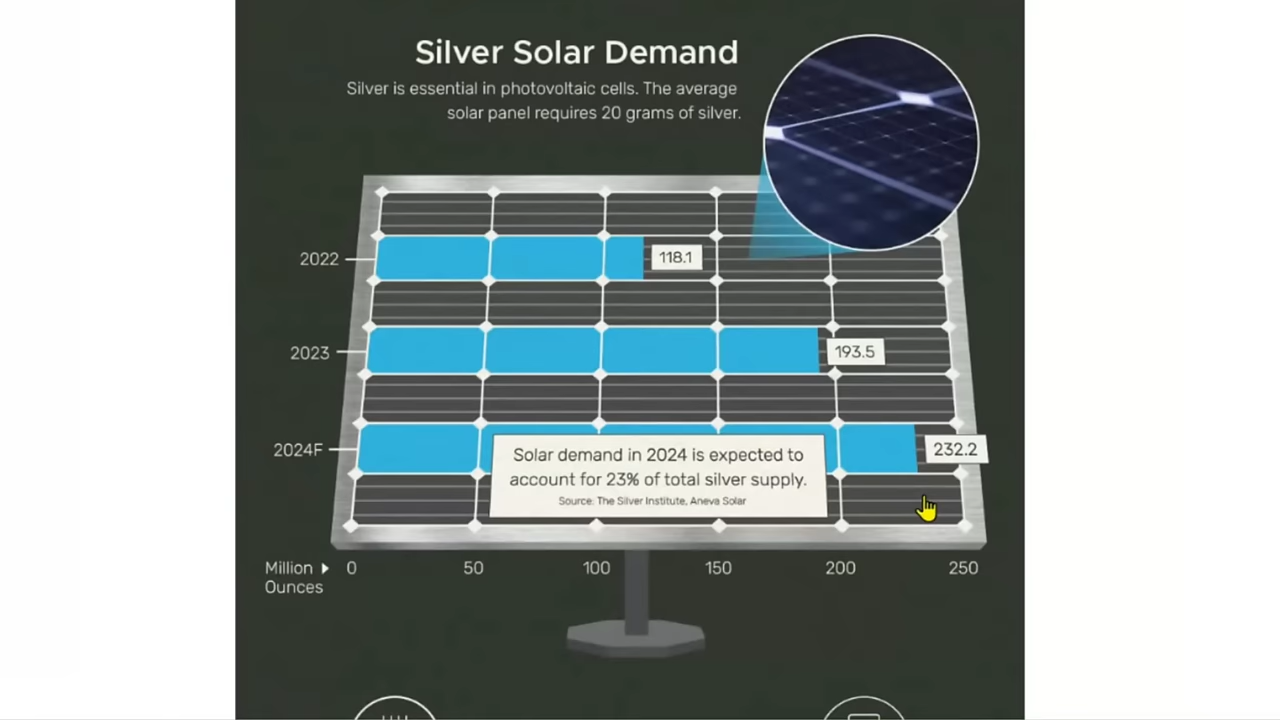 Silver Solar Demand
Silver is essential in photovoltaic cells. The average
solar panel requires 20 grams of silver.
2022
118.1
2023
193.5
2024F
232.2
Solar demand in 2024 is expected to
account for 23% of total silver supply.
Source: The Silver Institute, Aneva Solar
Million
Ounces
0 50 100 150 200 250